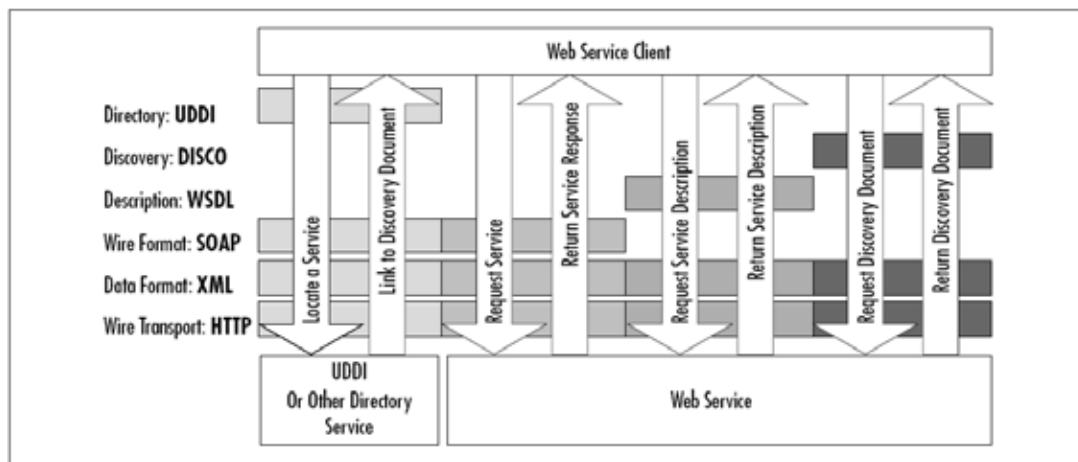 Web Service Client
Directory: UDDI
Discovery: DISCO
Description: WSDL
Wire Format: SOAP
Data Format: XML
Wire Transport: HTTP
Locate a Service
Link to Discovery Document
Request Service
Return Service Response
Request Service Description
Return Service Description
Request Discovery Document
Return Discovery Document
UDDI
Or Other Directory
Service
Web Service